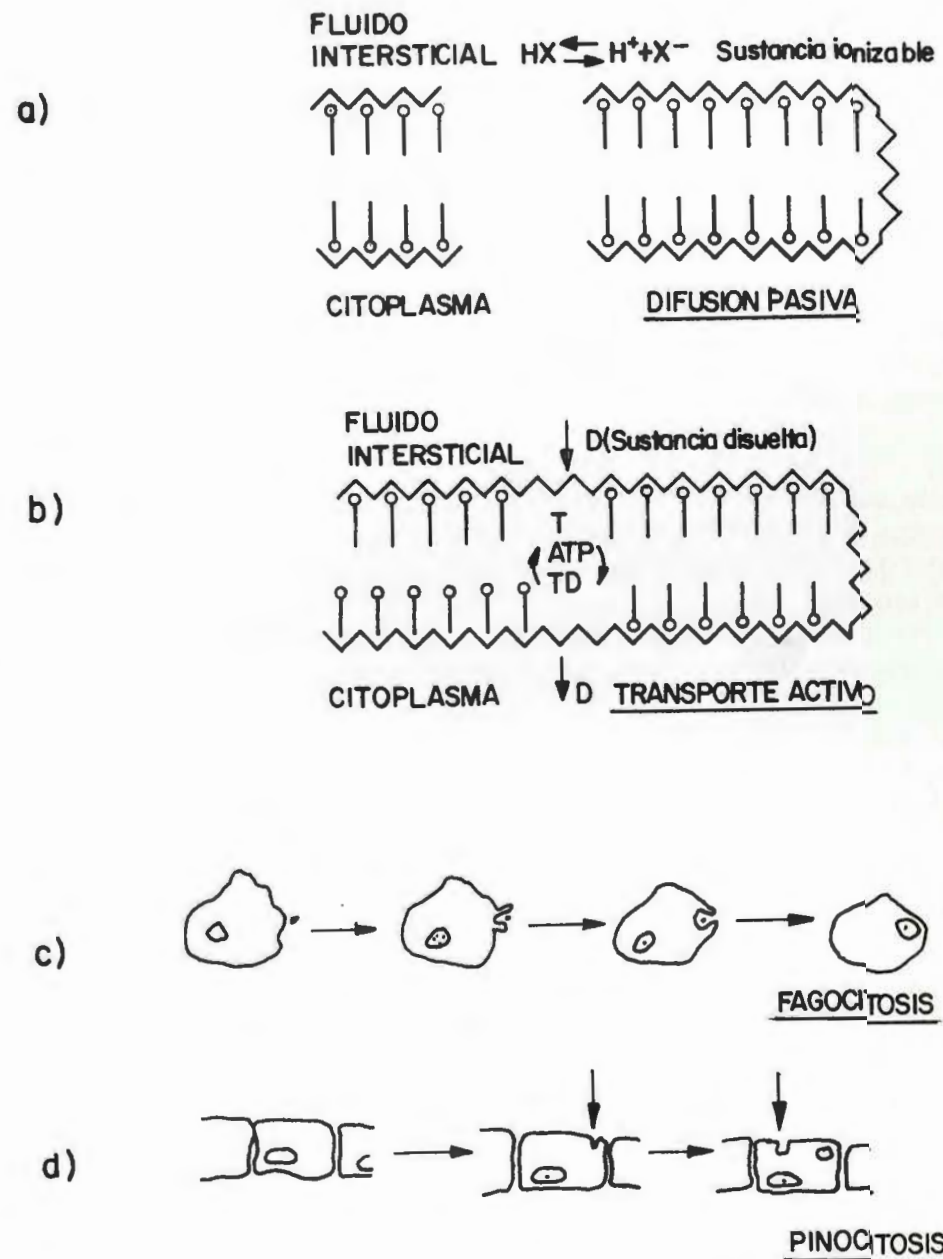 FLUIDO
INTERSTICIAL HX ⇄ H⁺+X⁻ Sustancia ionizable
a)
CITOPLASMA DIFUSION PASIVA
FLUIDO
INTERSTICIAL D(Sustancia disuelta)
b)
T
ATP
TD
CITOPLASMA D TRANSPORTE ACTIVO
c)
FAGOCITOSIS
d)
PINOCITOSIS